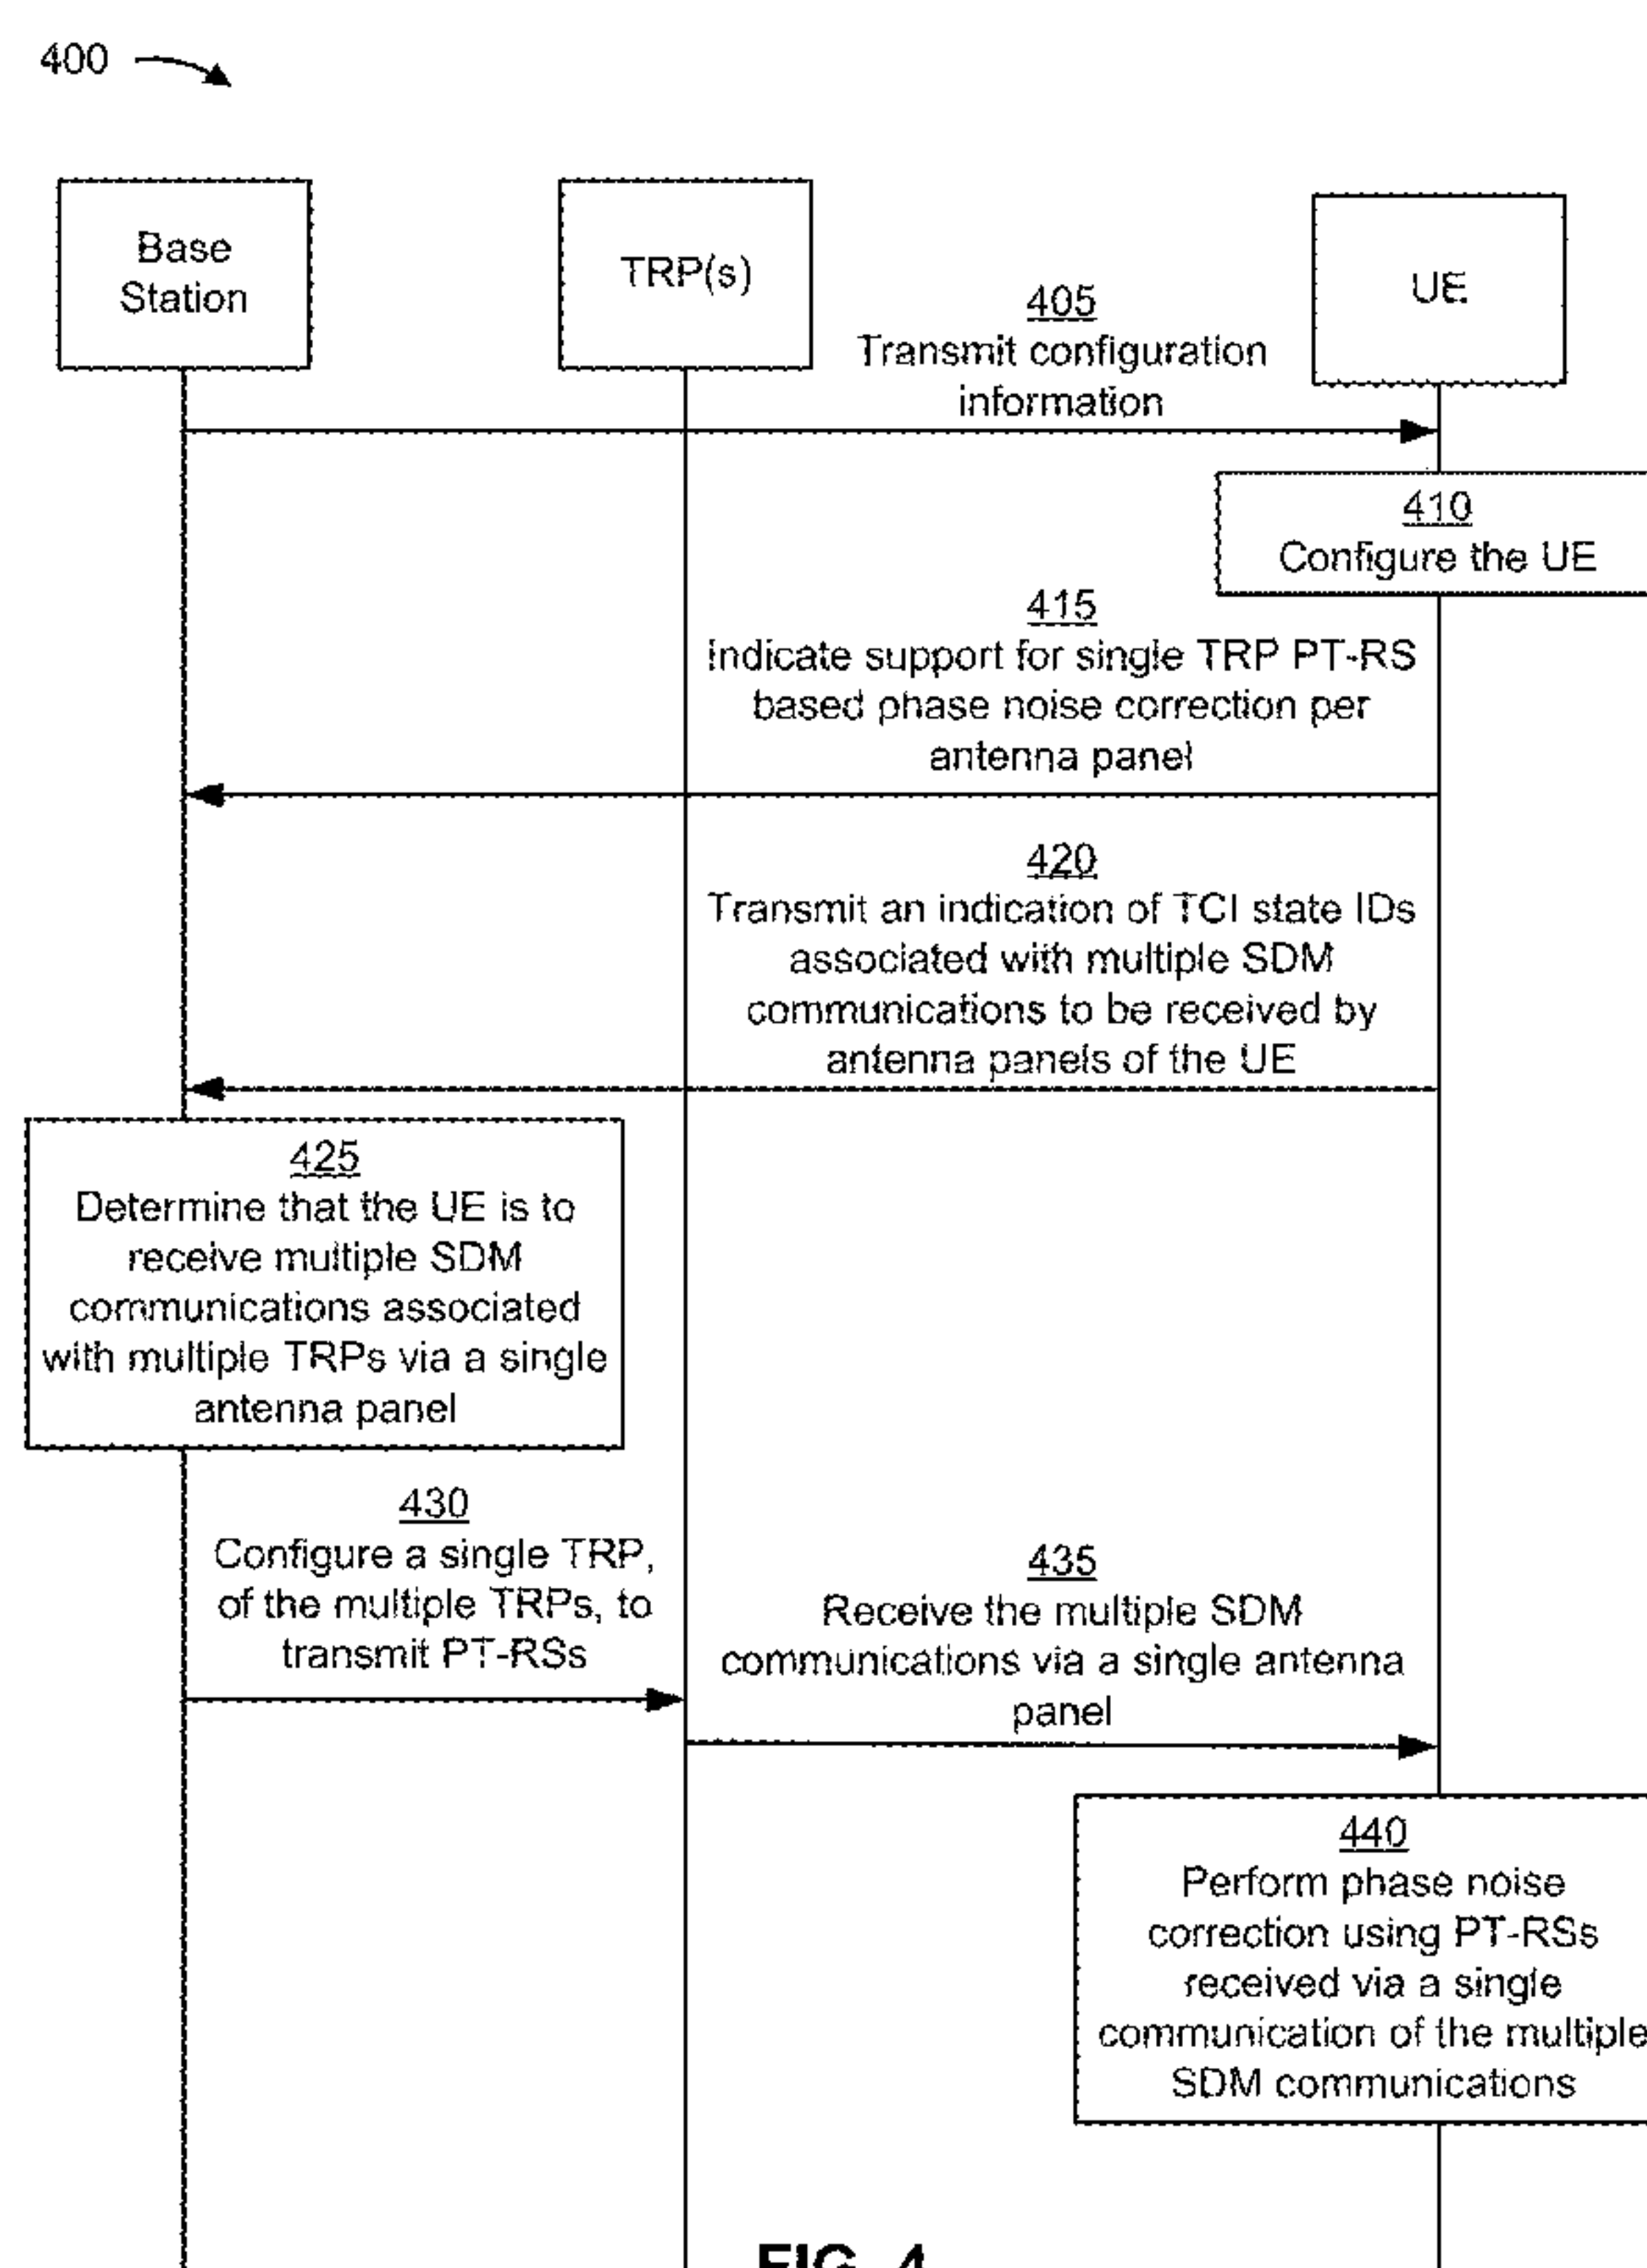 400
Base
Station
TRP(s)
UE
405
Transmit configuration
information
410
Configure the UE
415
Indicate support for single TRP PT-RS
based phase noise correction per
antenna panel
420
Transmit an indication of TCI state IDs
associated with multiple SDM
communications to be received by
antenna panels of the UE
425
Determine that the UE is to
receive multiple SDM
communications associated
with multiple TRPs via a single
antenna panel
430
Configure a single TRP,
of the multiple TRPs, to
transmit PT-RSs
435
Receive the multiple SDM
communications via a single antenna
panel
440
Perform phase noise
correction using PT-RSs
received via a single
communication of the multiple
SDM communications
FIG. 4